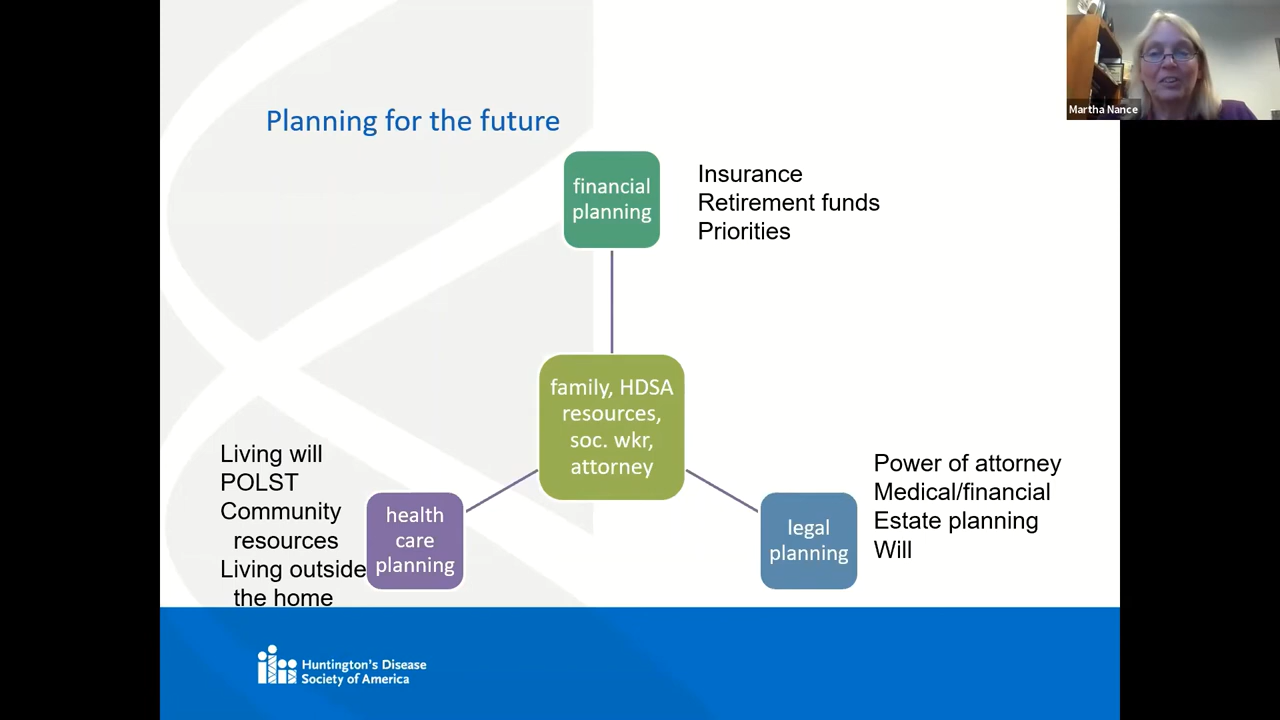 Martha Nance
Planning for the future
financial
planning
Insurance
Retirement funds
Priorities
family, HDSA
resources,
soc. wkr,
attorney
Living will
POLST
Community
resources
Living outside
the home
health
care
planning
legal
planning
Power of attorney
Medical/financial
Estate planning
Will
Huntington's Disease
Society of America